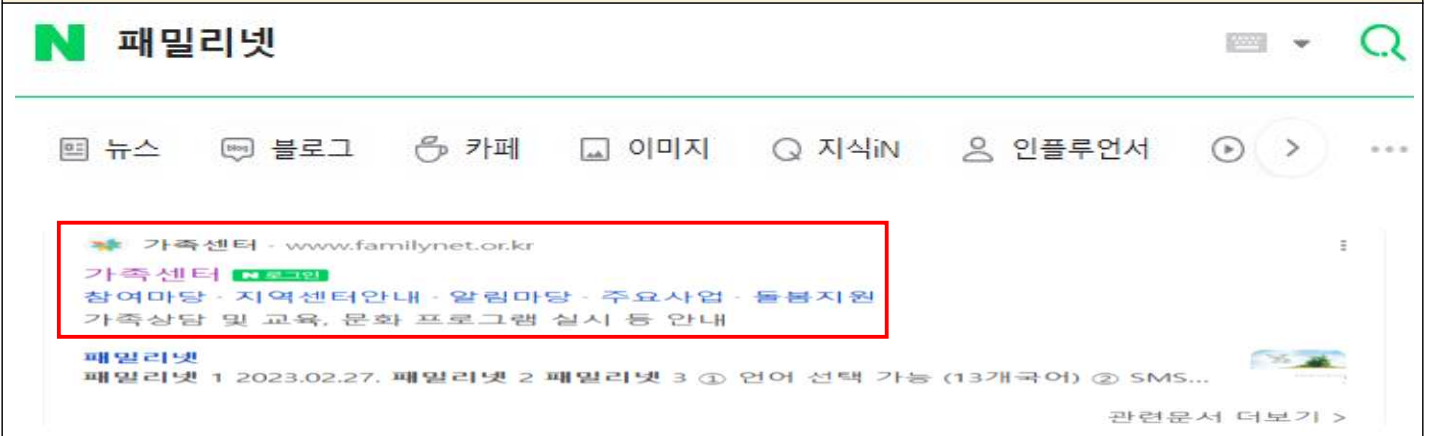 N 패밀리넷
뉴스 블로그 카페 이미지 지식iN 인플루언서
가족센터 · www.familynet.or.kr
가족센터 N 로그인
참여마당 · 지역센터안내 · 알림마당 · 주요사업 · 돌봄지원
가족상담 및 교육, 문화 프로그램 실시 등 안내
패밀리넷
패밀리넷 1 2023.02.27. 패밀리넷 2 패밀리넷 3 ① 언어 선택 가능 (13개국어) ② SMS...
관련문서 더보기 >